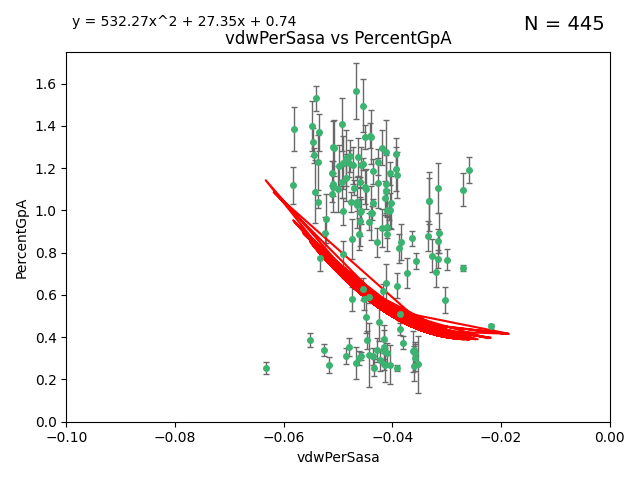 y = 532.27x^2 + 27.35x + 0.74
N = 445
vdwPerSasa vs PercentGpA
PercentGpA
1.6
1.4
1.2
1.0
0.8
0.6
0.4
0.2
0.0
−0.10 −0.08 −0.06 −0.04 −0.02 0.00
vdwPerSasa